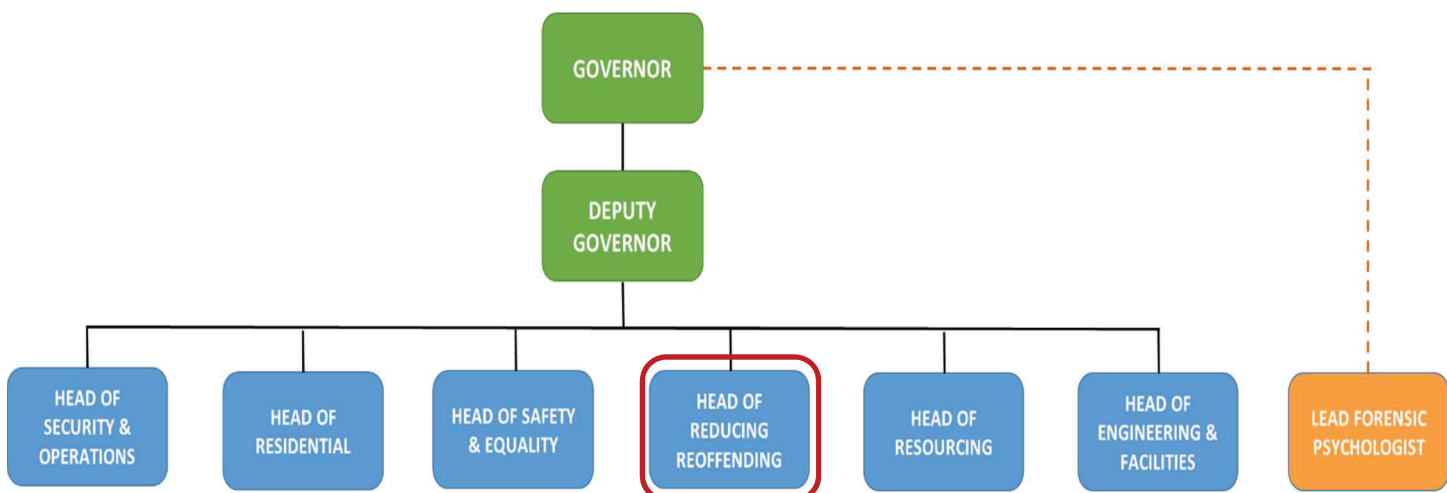 GOVERNOR
DEPUTY
GOVERNOR
HEAD OF
SECURITY &
OPERATIONS
HEAD OF
RESIDENTIAL
HEAD OF SAFETY
& EQUALITY
HEAD OF
REDUCING
REOFFENDING
HEAD OF
RESOURCING
HEAD OF
ENGINEERING &
FACILITIES
LEAD FORENSIC
PSYCHOLOGIST